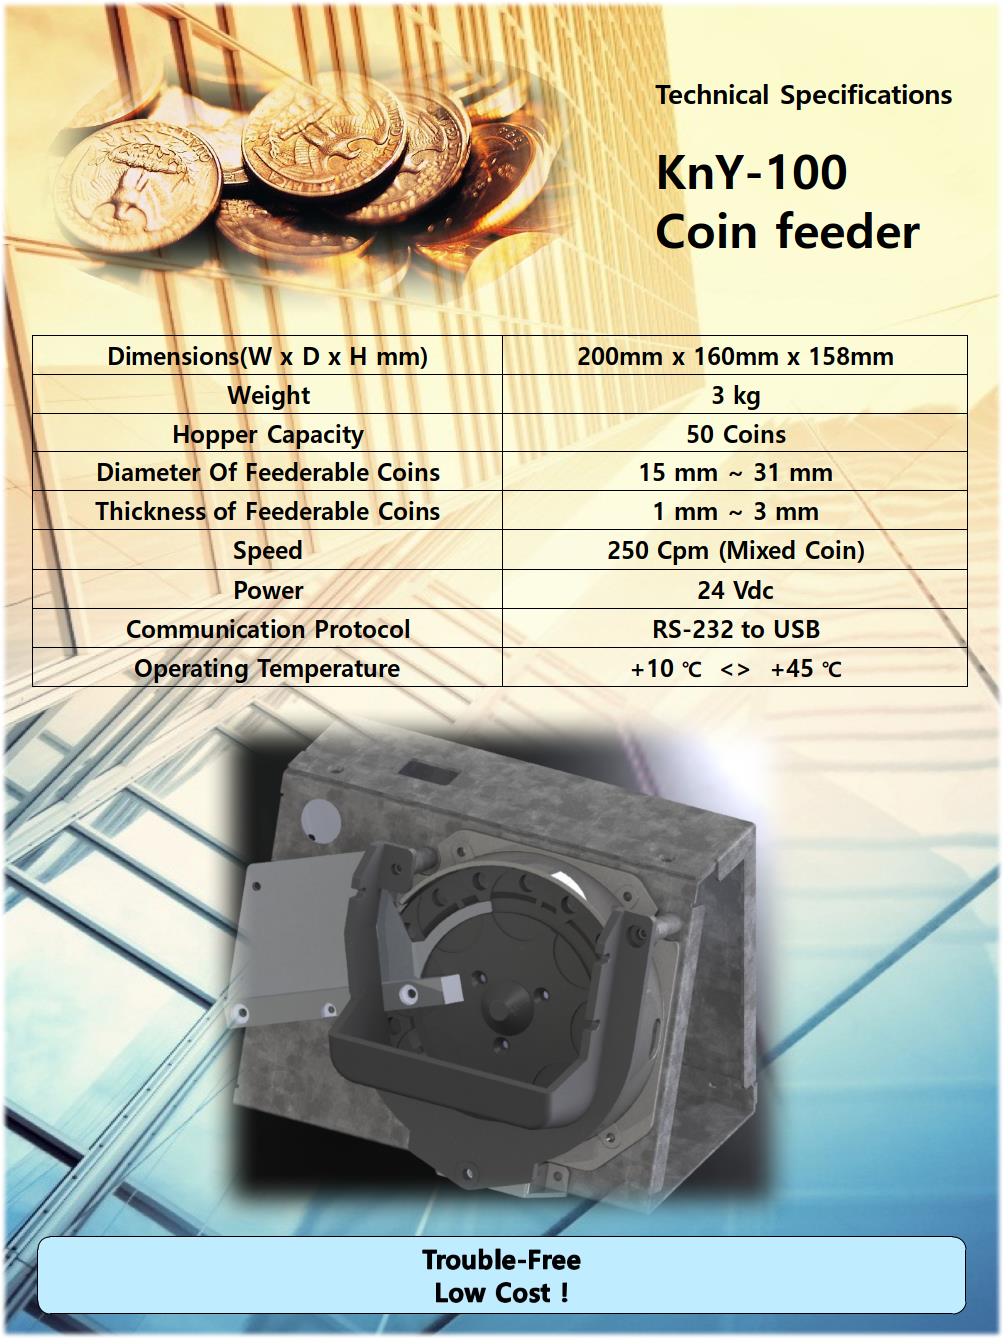 Technical Specifications
KnY-100
Coin feeder
Dimensions(W x D x H mm) 200mm x 160mm x 158mm
Weight 3 kg
Hopper Capacity 50 Coins
Diameter Of Feederable Coins 15 mm ~ 31 mm
Thickness of Feederable Coins 1 mm ~ 3 mm
Speed 250 Cpm (Mixed Coin)
Power 24 Vdc
Communication Protocol RS-232 to USB
Operating Temperature +10 ℃ <> +45 ℃
Trouble-Free
Low Cost !